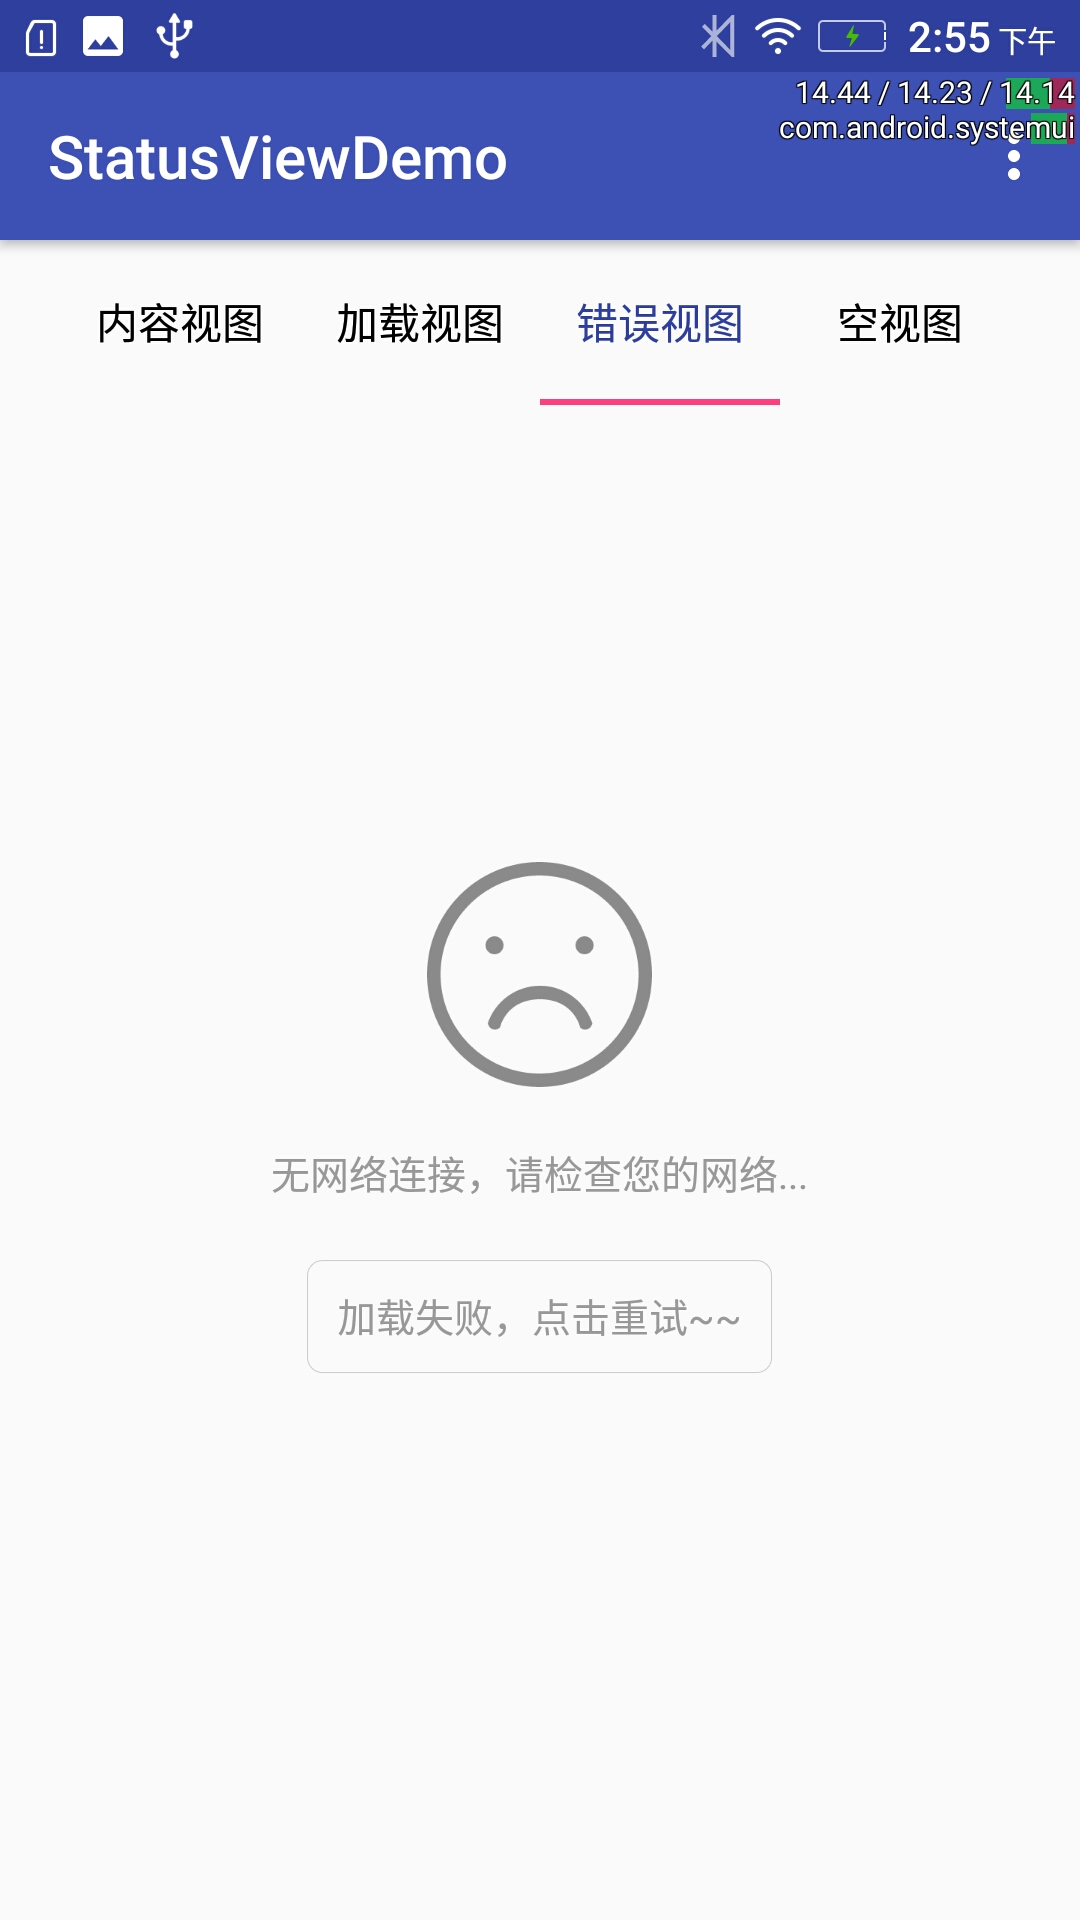 2:55 下午
14.44 / 14.23 / 14.14
com.android.systemui
StatusViewDemo
内容视图 加载视图 错误视图 空视图
无网络连接，请检查您的网络...
加载失败，点击重试~~